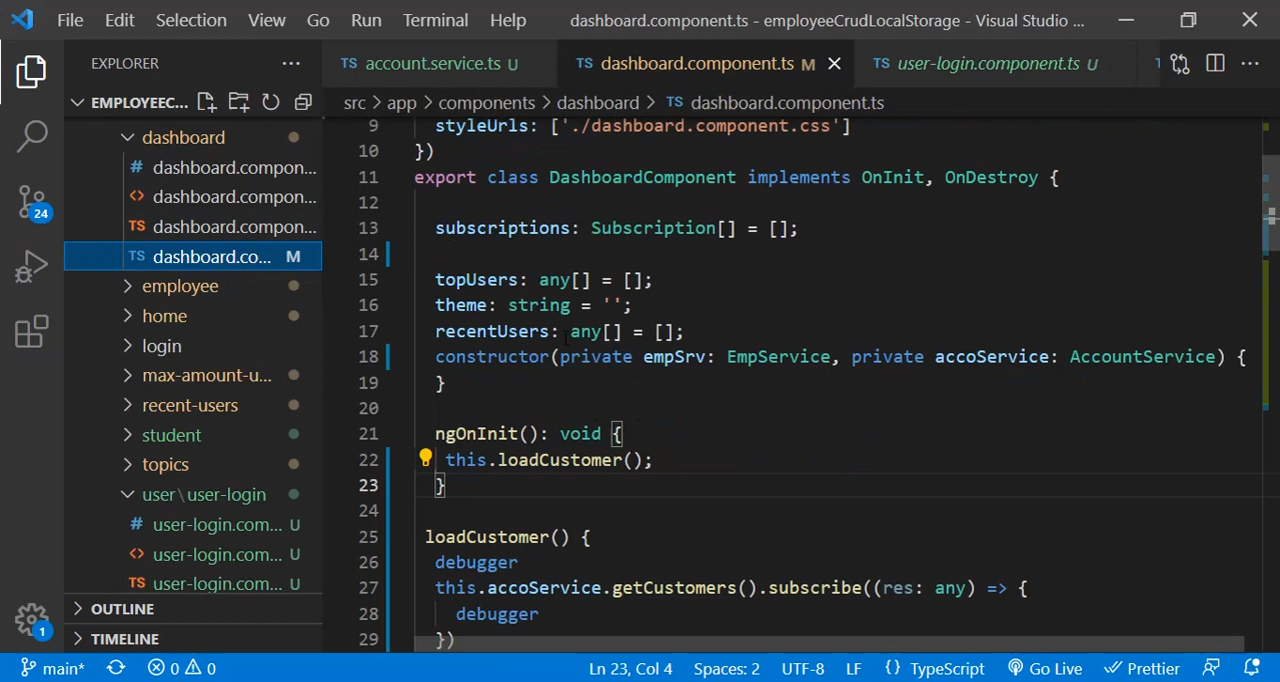 File Edit Selection View Go Run Terminal Help dashboard.component.ts - employeeCrudLocalStorage - Visual Studio ...
EXPLORER
EMPLOYEEC...
dashboard
# dashboard.compon...
<> dashboard.compon...
TS dashboard.compon...
TS dashboard.co... M
employee
home
login
max-amount-u...
recent-users
student
topics
user\user-login
# user-login.com... U
<> user-login.com... U
TS user-login.com... U
OUTLINE
TIMELINE
24
1
TS account.service.ts U
TS dashboard.component.ts M
TS user-login.component.ts U
src > app > components > dashboard > TS dashboard.component.ts
9 styleUrls: ['./dashboard.component.css']
10 })
11 export class DashboardComponent implements OnInit, OnDestroy {
12
13 subscriptions: Subscription[] = [];
14
15 topUsers: any[] = [];
16 theme: string = '';
17 recentUsers: any[] = [];
18 constructor(private empSrv: EmpService, private accoService: AccountService) {
19 }
20
21 ngOnInit(): void {
22 this.loadCustomer();
23 }
24
25 loadCustomer() {
26 debugger
27 this.accoService.getCustomers().subscribe((res: any) => {
28 debugger
29 })
main* 0 0 Ln 23, Col 4 Spaces: 2 UTF-8 LF {} TypeScript Go Live Prettier